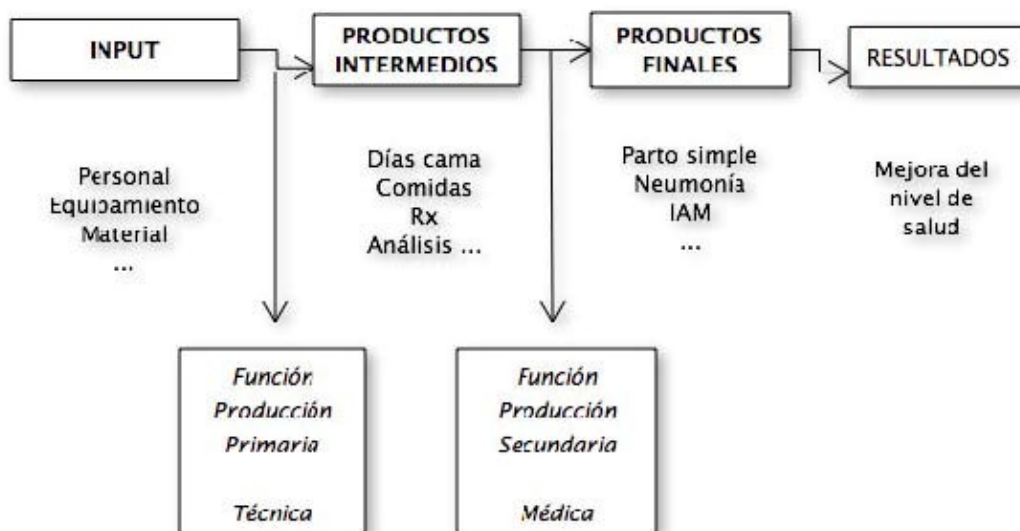 INPUT
PRODUCTOS
INTERMEDIOS
PRODUCTOS
FINALES
RESULTADOS
Personal
Equipamiento
Material
...
Días cama
Comidas
Rx
Análisis ...
Parto simple
Neumonía
IAM
...
Mejora del
nivel de
salud
Función
Producción
Primaria
Técnica
Función
Producción
Secundaria
Médica